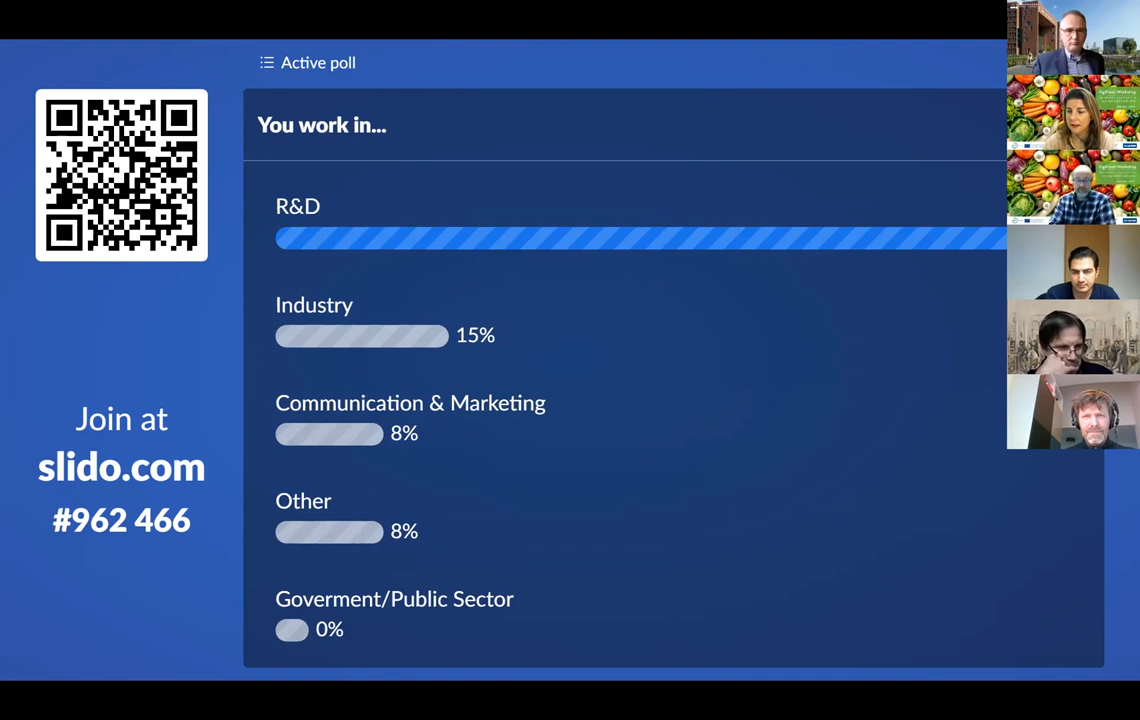 Active poll
You work in...
R&D
Industry
15%
Communication & Marketing
8%
Other
8%
Goverment/Public Sector
0%
Join at
slido.com
#962 466